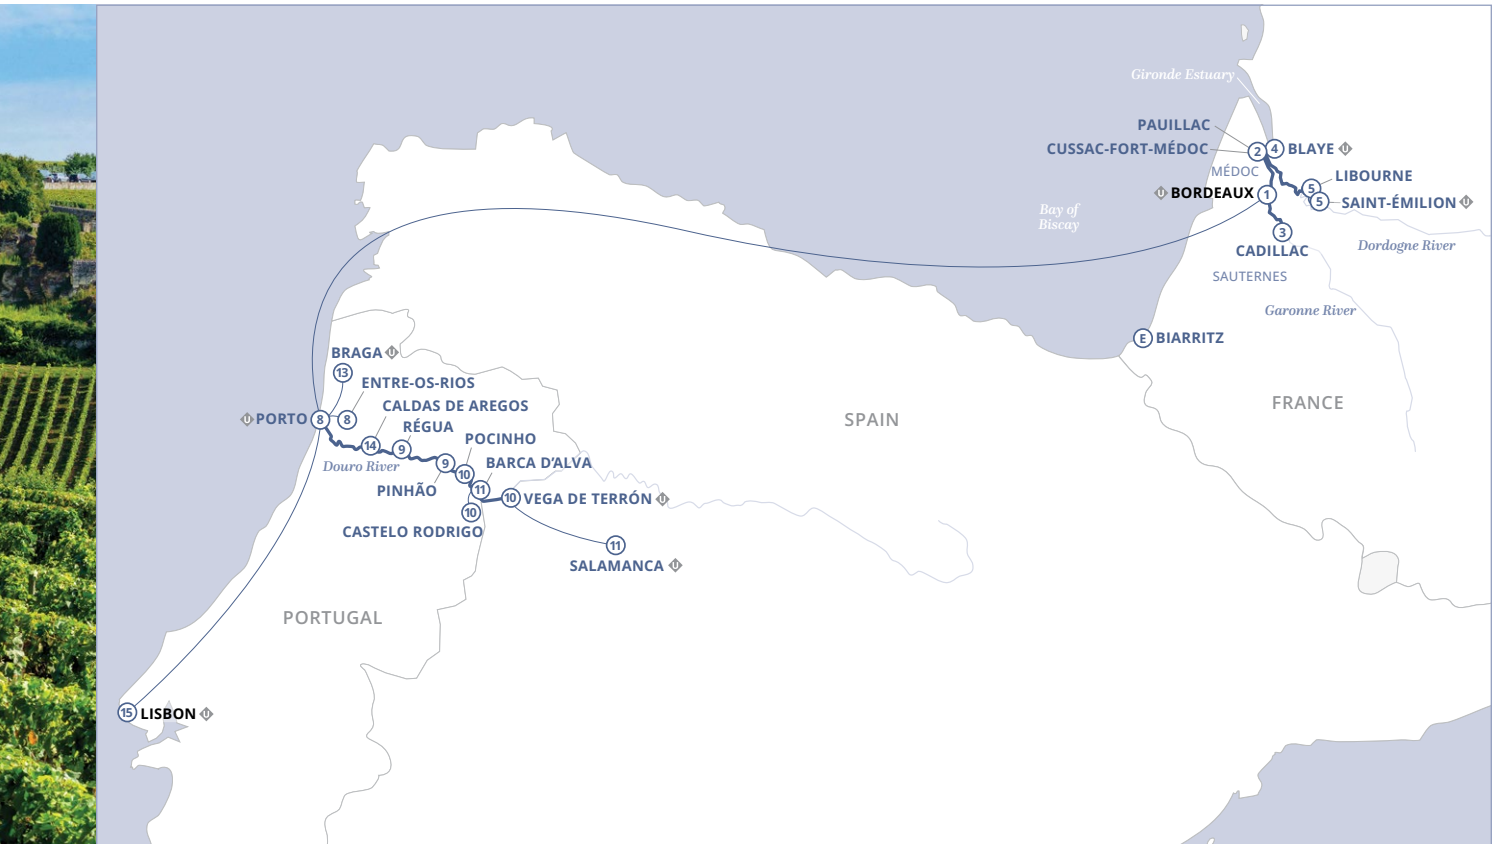 Gironde Estuary
PAUILLAC
CUSSAC-FORT-MÉDOC
2
4
BLAYE U
MÉDOC
LIBOURNE
5
U BORDEAUX
1
5
SAINT-ÉMILION U
Bay of
Biscay
3
CADILLAC
Dordogne River
SAUTERNES
Garonne River
E BIARRITZ
FRANCE
SPAIN
BRAGA U
13
ENTRE-OS-RIOS
CALDAS DE AREGOS
U PORTO
8
8
RÉGUA
14
9
POCINHO
Douro River
9
BARCA D'ALVA
10
PINHÃO
11
10
VEGA DE TERRÓN U
10
CASTELO RODRIGO
11
SALAMANCA U
PORTUGAL
15
LISBON U